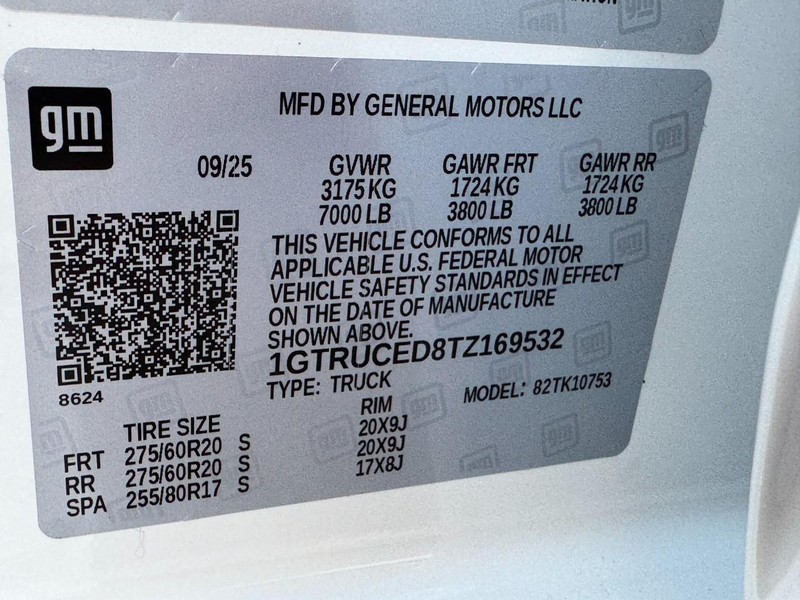 gm
MFD BY GENERAL MOTORS LLC
09/25 GVWR GAWR FRT GAWR RR
3175 KG 1724 KG 1724 KG
7000 LB 3800 LB 3800 LB
THIS VEHICLE CONFORMS TO ALL
APPLICABLE U.S. FEDERAL MOTOR
VEHICLE SAFETY STANDARDS IN EFFECT
ON THE DATE OF MANUFACTURE
SHOWN ABOVE.
1GTRUCED8TZ169532
TYPE: TRUCK MODEL: 82TK10753
8624
TIRE SIZE RIM
FRT 275/60R20 S 20X9J
RR 275/60R20 S 20X9J
SPA 255/80R17 S 17X8J